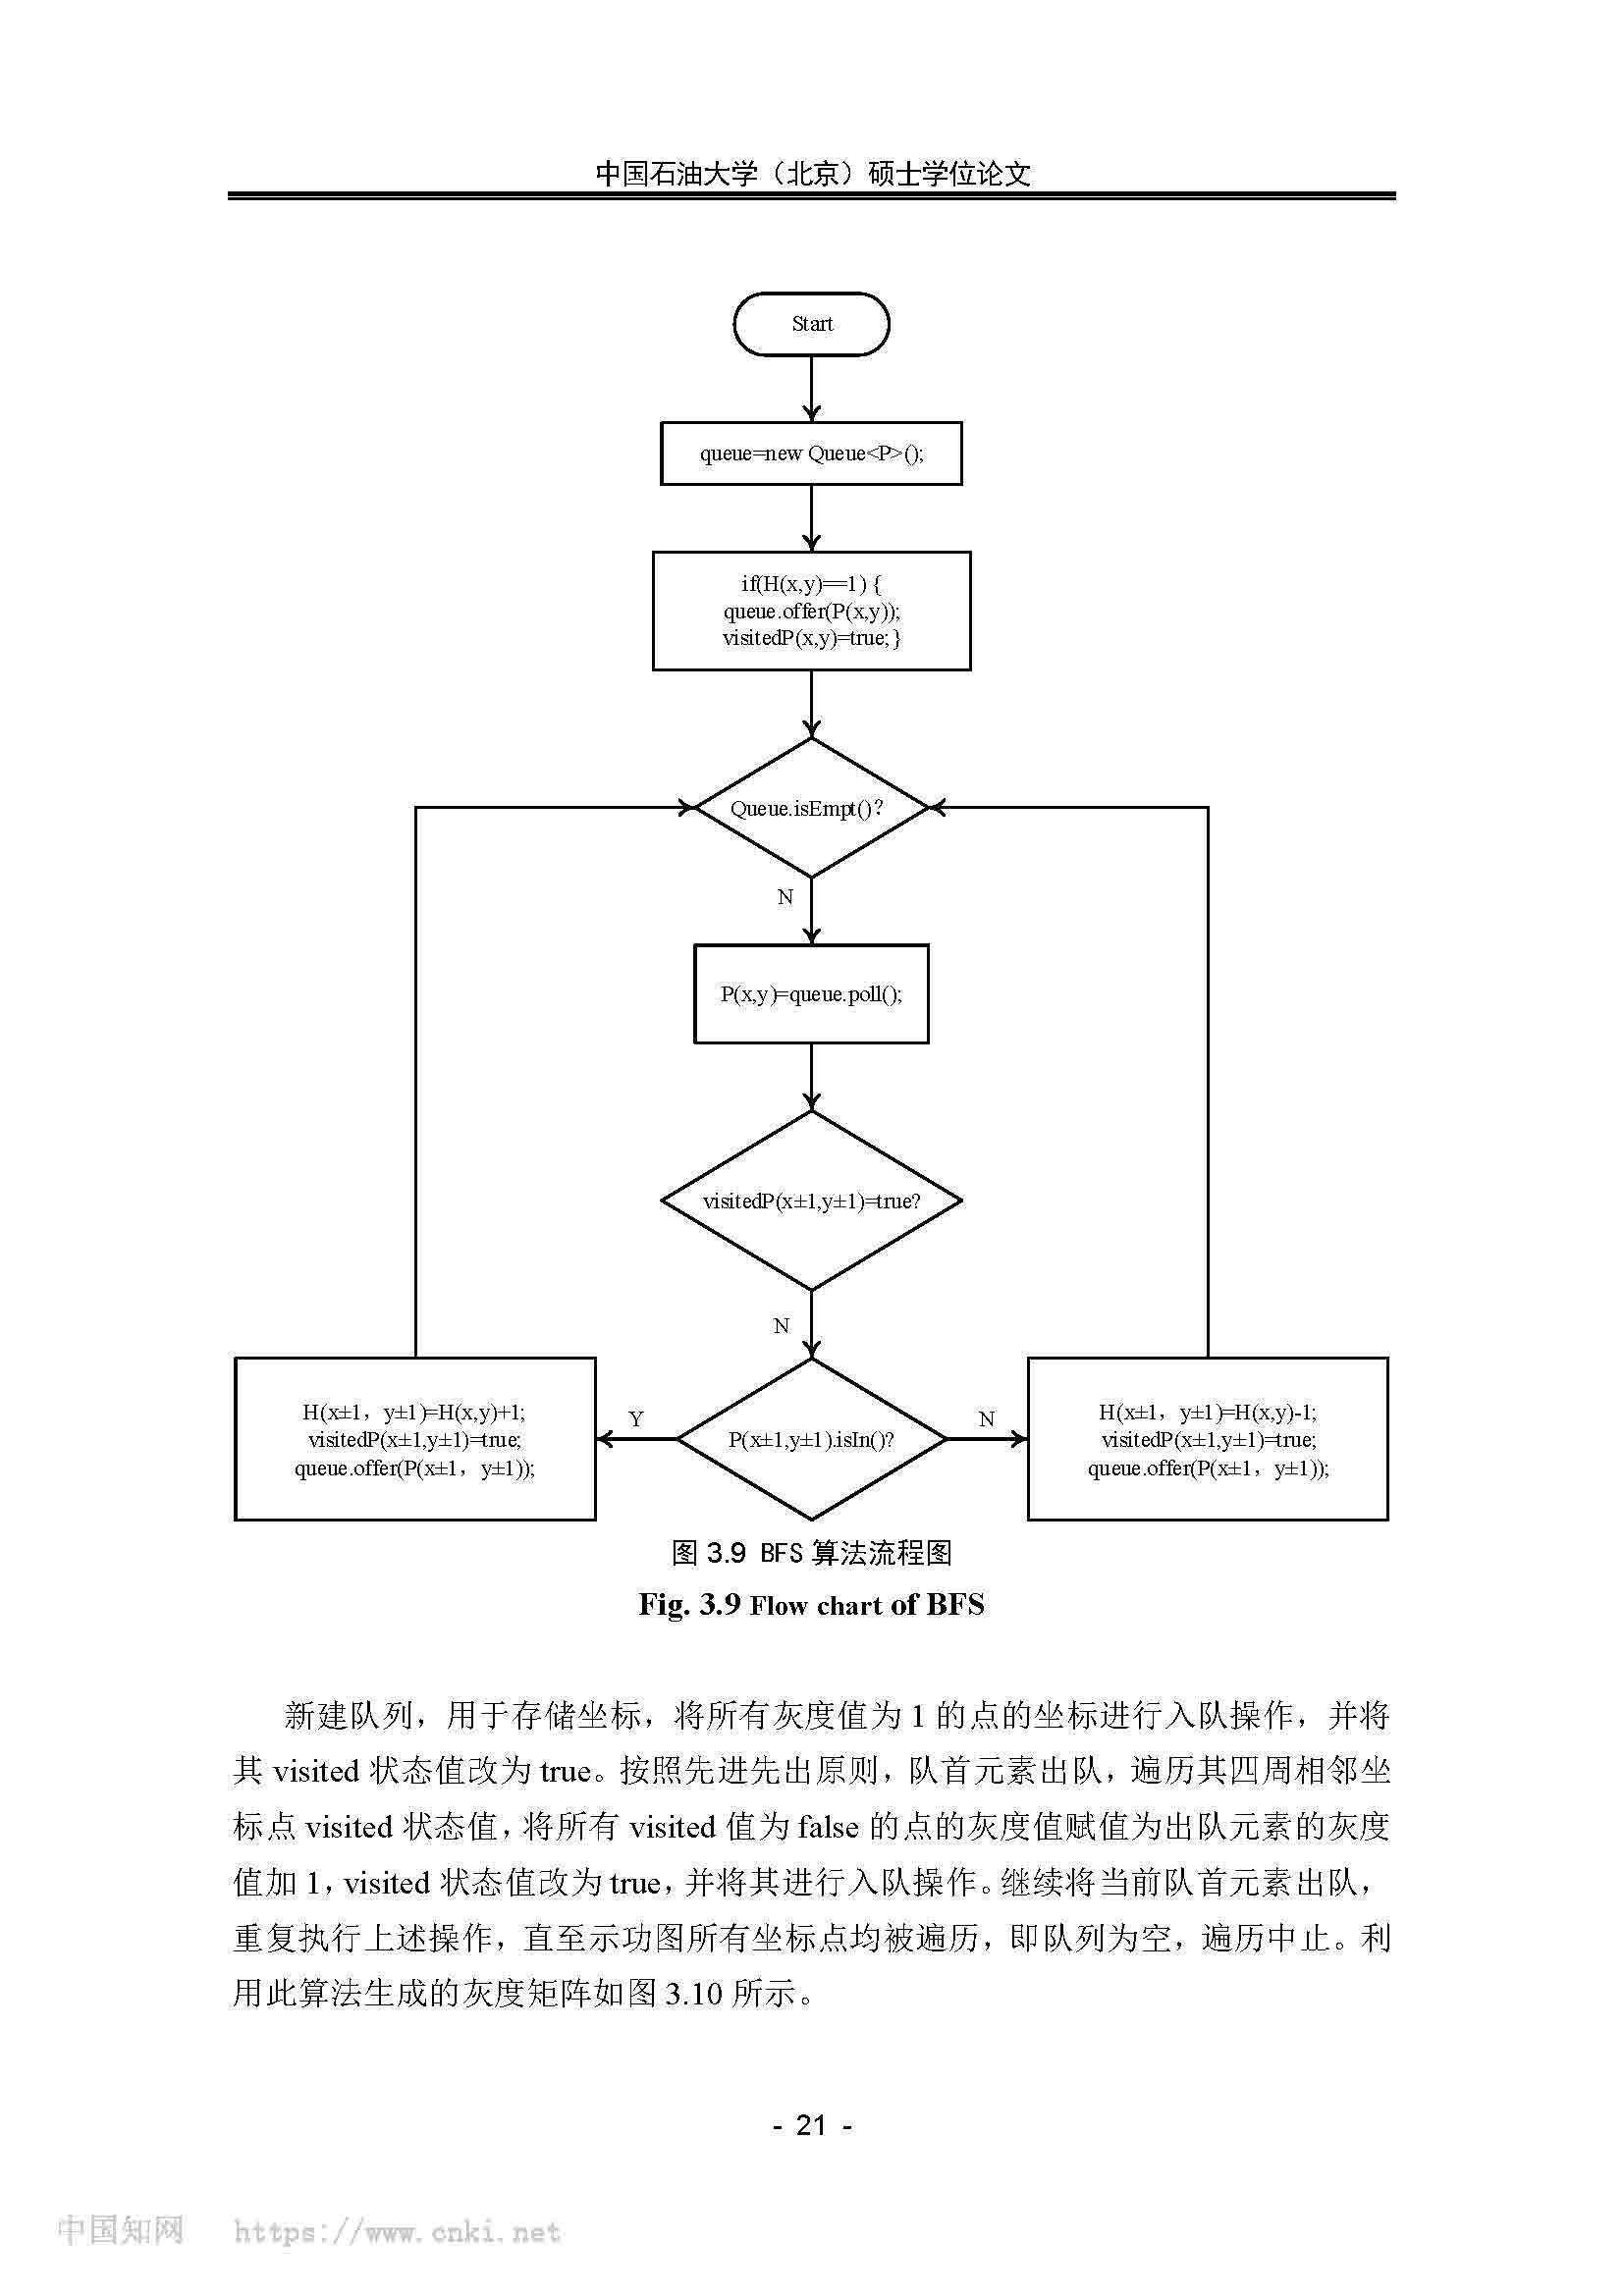 中国石油大学（北京）硕士学位论文
Start
queue=new Queue<P>();
if(H(x,y)==1) {
queue.offer(P(x,y));
visitedP(x,y)=true; }
Queue.isEmpt()?
N
P(x,y)=queue.poll();
visitedP(x±1,y±1)=true?
N
H(x±1， y±1)=H(x,y)+1;
visitedP(x±1,y±1)=true;
queue.offer(P(x±1， y±1));
Y
P(x±1,y±1).isIn()?
N
H(x±1， y±1)=H(x,y)-1;
visitedP(x±1,y±1)=true;
queue.offer(P(x±1， y±1));
图 3.9 BFS 算法流程图
Fig. 3.9 Flow chart of BFS
新建队列，用于存储坐标，将所有灰度值为 1 的点的坐标进行入队操作，并将
其 visited 状态值改为 true。按照先进先出原则，队首元素出队，遍历其四周相邻坐
标点 visited 状态值，将所有 visited 值为 false 的点的灰度值赋值为出队元素的灰度
值加 1，visited 状态值改为 true，并将其进行入队操作。继续将当前队首元素出队，
重复执行上述操作，直至示功图所有坐标点均被遍历，即队列为空，遍历中止。利
用此算法生成的灰度矩阵如图 3.10 所示。
- 21 -
中国知网 https://www.cnki.net